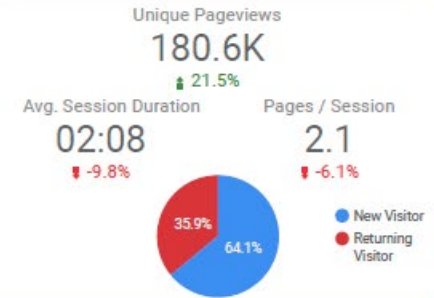 Unique Pageviews
180.6K
21.5%
Avg. Session Duration
02:08
-9.8%
Pages / Session
2.1
-6.1%
35.9%
64.1%
New Visitor
Returning
Visitor